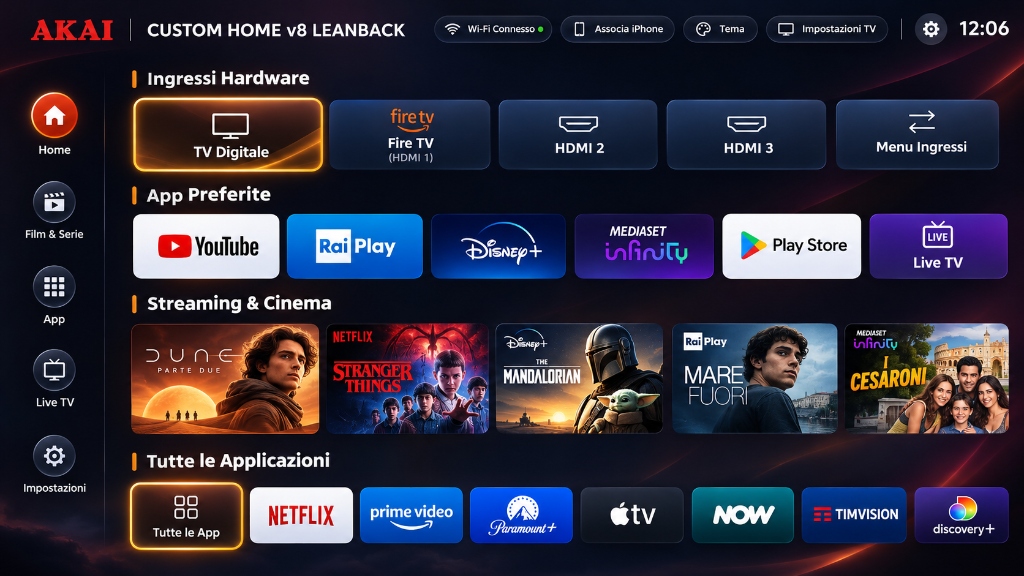 AKAI
CUSTOM HOME v8 LEANBACK
Wi-Fi Connesso
Associa iPhone
Tema
Impostazioni TV
12:06
Home
Film & Serie
App
Live TV
Impostazioni
Ingressi Hardware
TV Digitale
fire tv
Fire TV
(HDMI 1)
HDMI 2
HDMI 3
Menu Ingressi
App Preferite
YouTube
Rai Play
Disney+
MEDIASET
infinity
Play Store
LIVE
Live TV
Streaming & Cinema
DUNE
PARTE DUE
NETFLIX
STRANGER
THINGS
Disney+
THE
MANDALORIAN
Rai Play
MARE
FUORI
MEDIASET
infinity
I
CESARONI
Tutte le Applicazioni
Tutte le App
NETFLIX
prime video
Paramount+
tv
NOW
TIMVISION
discovery+